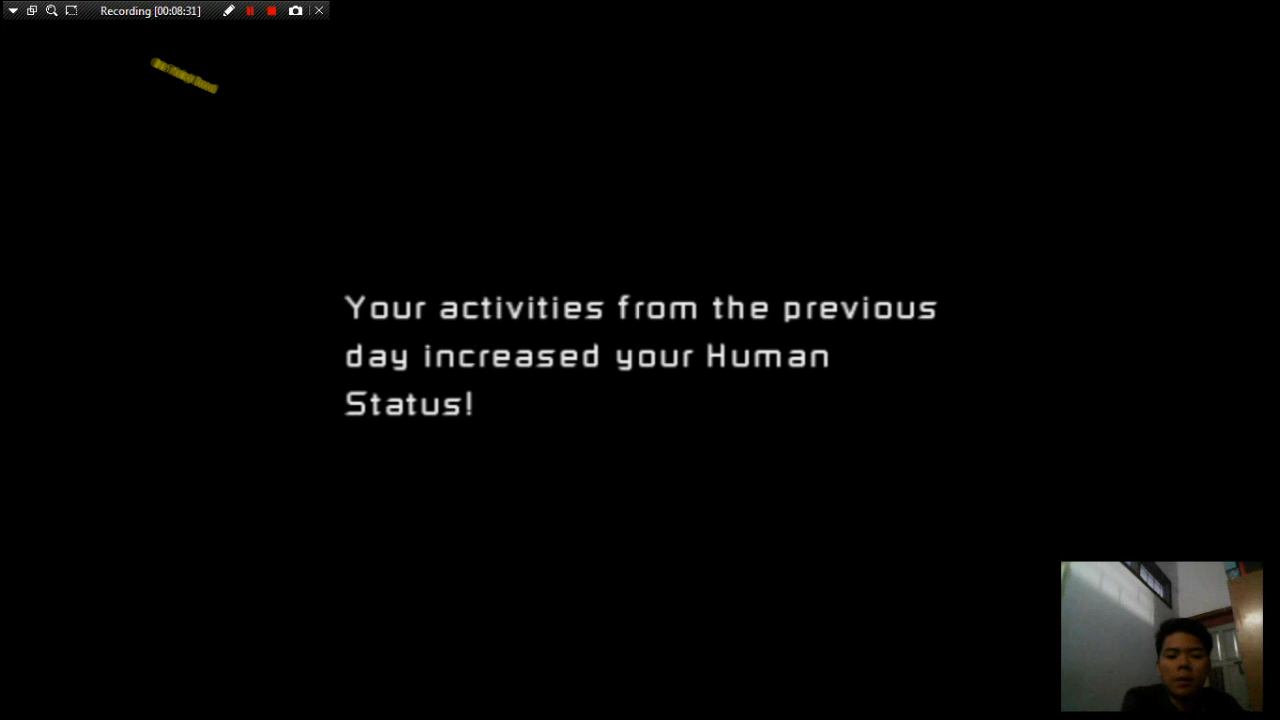 Recording [00:08:31]
Your activities from the previous
day increased your Human
Status!